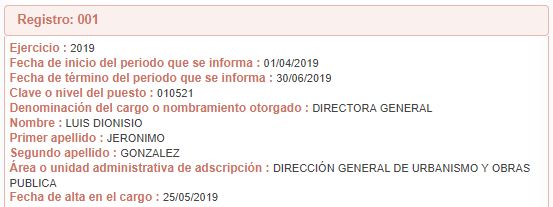 Registro: 001
Ejercicio : 2019
Fecha de inicio del periodo que se informa : 01/04/2019
Fecha de término del periodo que se informa : 30/06/2019
Clave o nivel del puesto : 010521
Denominación del cargo o nombramiento otorgado : DIRECTORA GENERAL
Nombre : LUIS DIONISIO
Primer apellido : JERONIMO
Segundo apellido : GONZALEZ
Área o unidad administrativa de adscripción : DIRECCIÓN GENERAL DE URBANISMO Y OBRAS
PUBLICA
Fecha de alta en el cargo : 25/05/2019